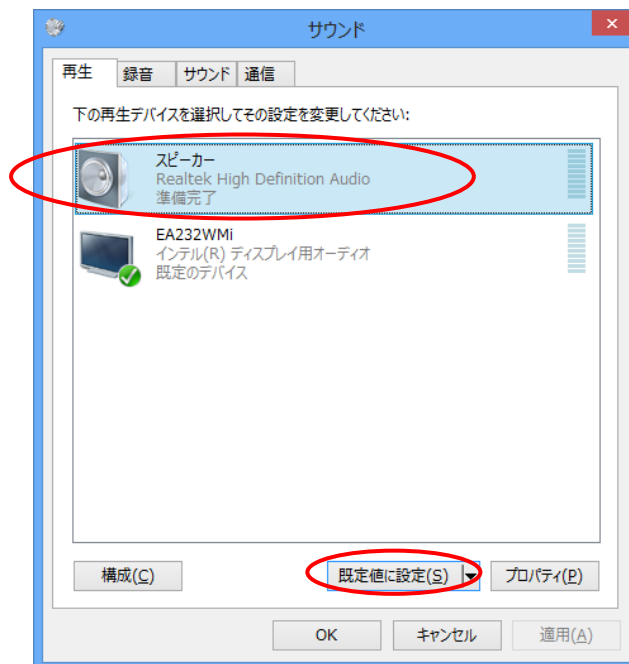 サウンド
再生 録音 サウンド 通信
下の再生デバイスを選択してその設定を変更してください:
スピーカー
Realtek High Definition Audio
準備完了
EA232WMi
インテル(R) ディスプレイ用オーディオ
既定のデバイス
構成(C) 既定値に設定(S) プロパティ(P)
OK キャンセル 適用(A)